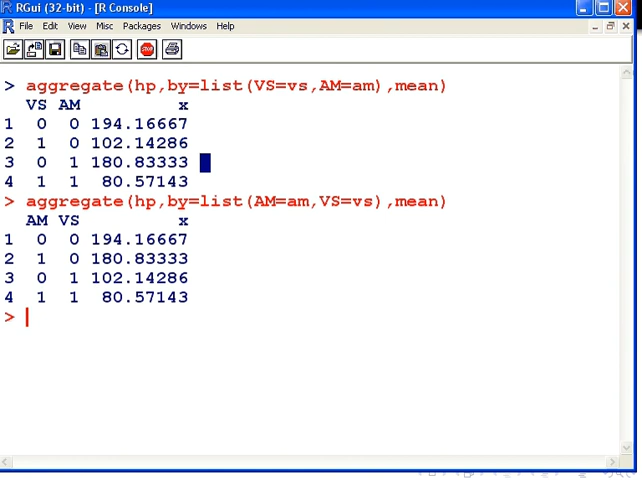 RGui (32-bit) - [R Console]
File Edit View Misc Packages Windows Help
STOP
> aggregate(hp,by=list(VS=vs,AM=am),mean)
VS AM x
1 0 0 194.16667
2 1 0 102.14286
3 0 1 180.83333
4 1 1 80.57143
> aggregate(hp,by=list(AM=am,VS=vs),mean)
AM VS x
1 0 0 194.16667
2 1 0 180.83333
3 0 1 102.14286
4 1 1 80.57143
>